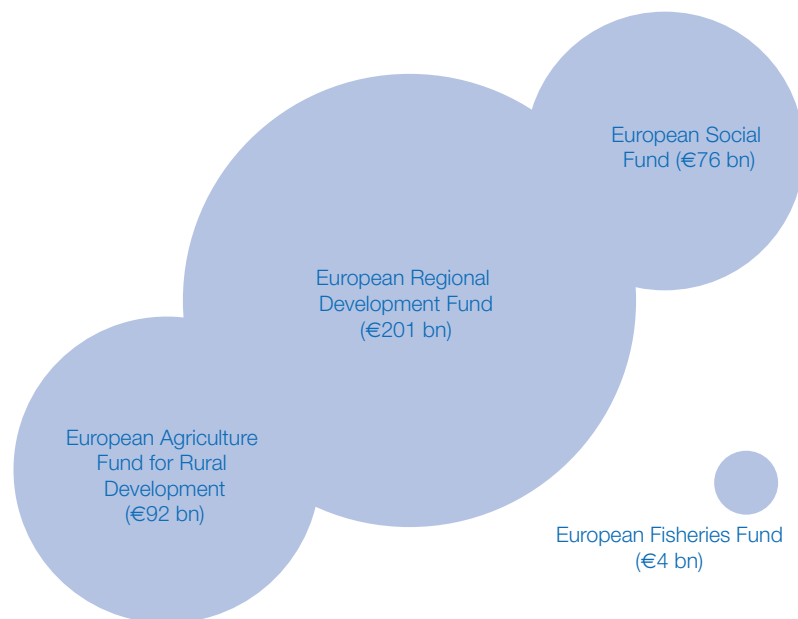 European Social
Fund (€76 bn)
European Regional
Development Fund
(€201 bn)
European Agriculture
Fund for Rural
Development
(€92 bn)
European Fisheries Fund
(€4 bn)